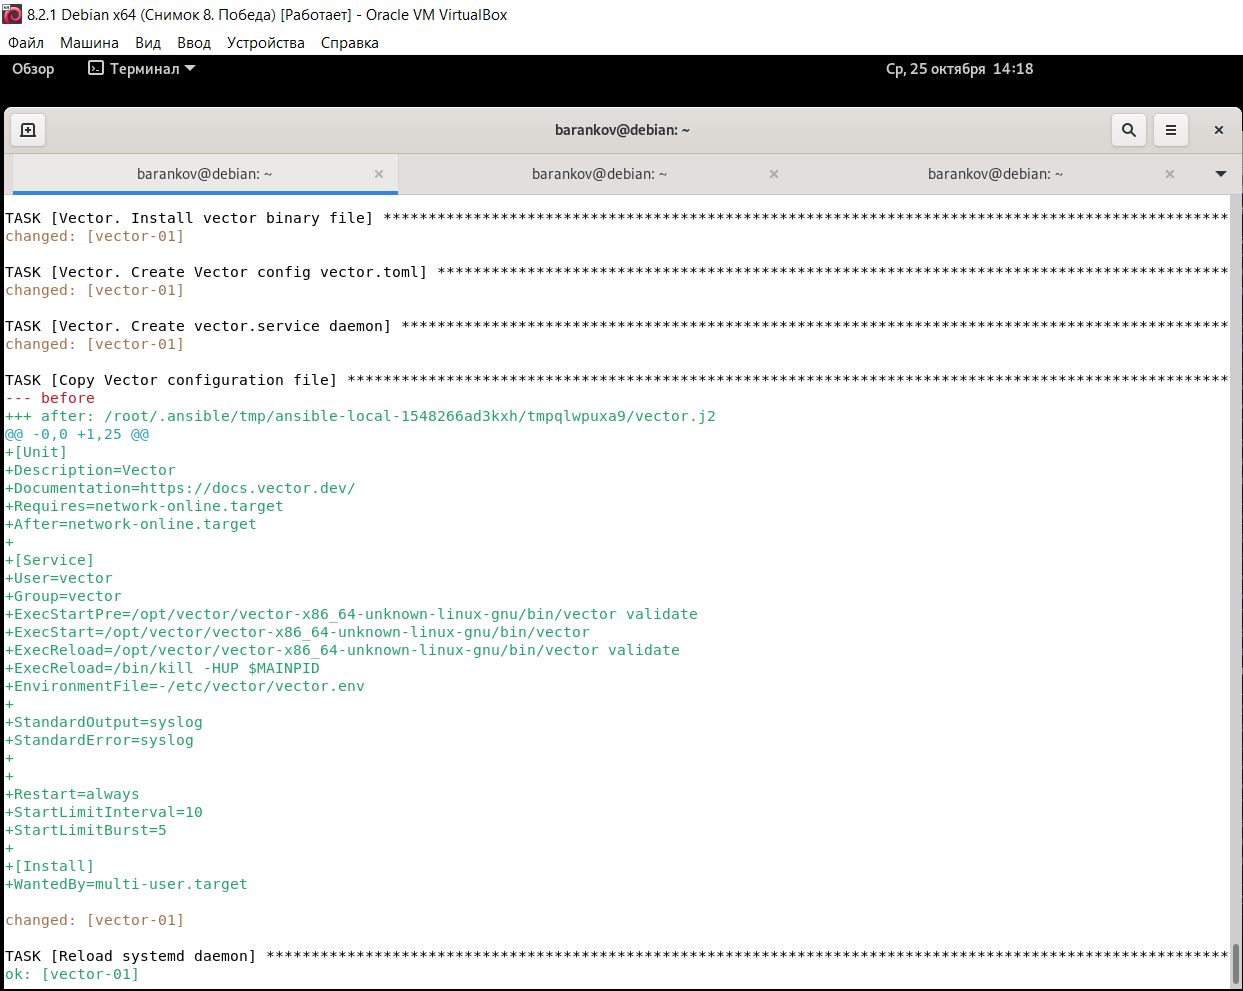 8.2.1 Debian x64 (Снимок 8. Победа) [Работает] - Oracle VM VirtualBox
Файл Машина Вид Ввод Устройства Справка
Обзор Терминал Ср, 25 октября 14:18
barankov@debian: ~
barankov@debian: ~ barankov@debian: ~ barankov@debian: ~
TASK [Vector. Install vector binary file] **********************************************************************************************
changed: [vector-01]
TASK [Vector. Create Vector config vector.toml] ****************************************************************************************
changed: [vector-01]
TASK [Vector. Create vector.service daemon] ********************************************************************************************
changed: [vector-01]
TASK [Copy Vector configuration file] **************************************************************************************************
--- before
+++ after: /root/.ansible/tmp/ansible-local-1548266ad3kxh/tmpqlwpuxa9/vector.j2
@@ -0,0 +1,25 @@
+[Unit]
+Description=Vector
+Documentation=https://docs.vector.dev/
+Requires=network-online.target
+After=network-online.target
+
+[Service]
+User=vector
+Group=vector
+ExecStartPre=/opt/vector/vector-x86_64-unknown-linux-gnu/bin/vector validate
+ExecStart=/opt/vector/vector-x86_64-unknown-linux-gnu/bin/vector
+ExecReload=/opt/vector/vector-x86_64-unknown-linux-gnu/bin/vector validate
+ExecReload=/bin/kill -HUP $MAINPID
+EnvironmentFile=-/etc/vector/vector.env
+
+StandardOutput=syslog
+StandardError=syslog
+
+
+Restart=always
+StartLimitInterval=10
+StartLimitBurst=5
+
+[Install]
+WantedBy=multi-user.target
changed: [vector-01]
TASK [Reload systemd daemon] ***********************************************************************************************************
ok: [vector-01]